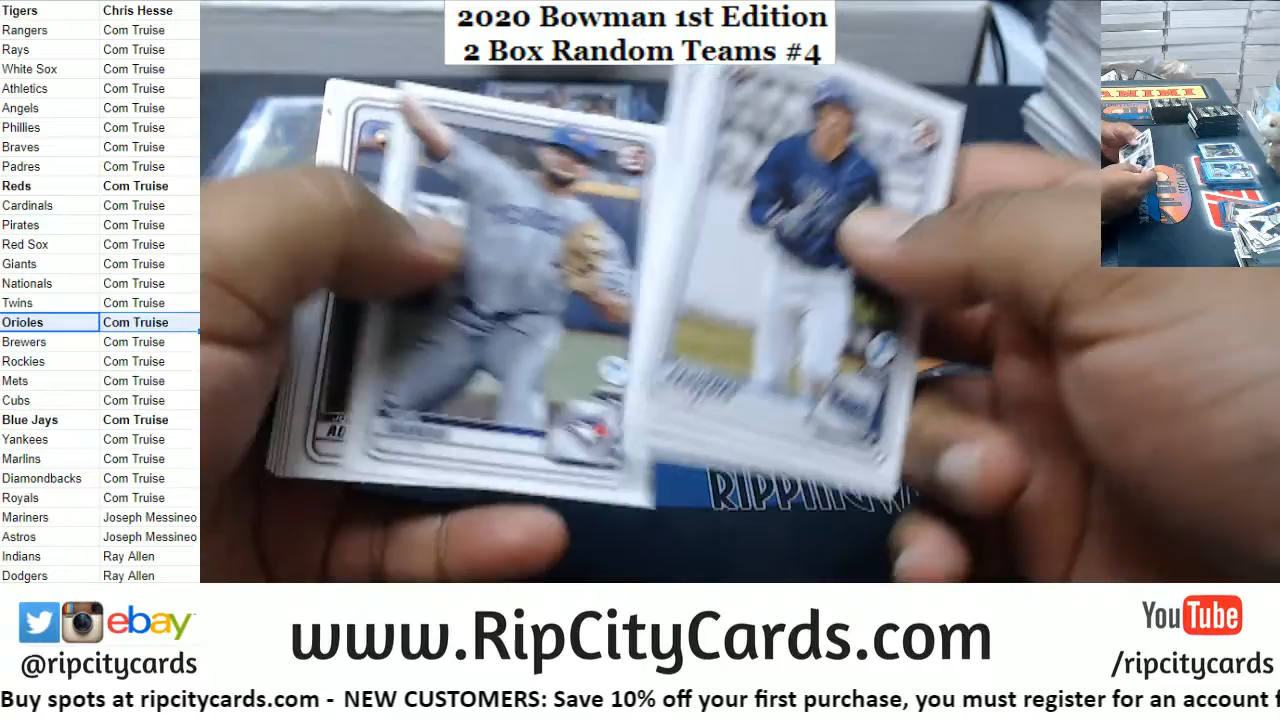 2020 Bowman 1st Edition
2 Box Random Teams #4
Tigers Chris Hesse
Rangers Com Truise
Rays Com Truise
White Sox Com Truise
Athletics Com Truise
Angels Com Truise
Phillies Com Truise
Braves Com Truise
Padres Com Truise
Reds Com Truise
Cardinals Com Truise
Pirates Com Truise
Red Sox Com Truise
Giants Com Truise
Nationals Com Truise
Twins Com Truise
Orioles Com Truise
Brewers Com Truise
Rockies Com Truise
Mets Com Truise
Cubs Com Truise
Blue Jays Com Truise
Yankees Com Truise
Marlins Com Truise
Diamondbacks Com Truise
Royals Com Truise
Mariners Joseph Messineo
Astros Joseph Messineo
Indians Ray Allen
Dodgers Ray Allen
ebay
@ripcitycards
www.RipCityCards.com
YouTube
/ripcitycards
Buy spots at ripcitycards.com - NEW CUSTOMERS: Save 10% off your first purchase, you must register for an account f